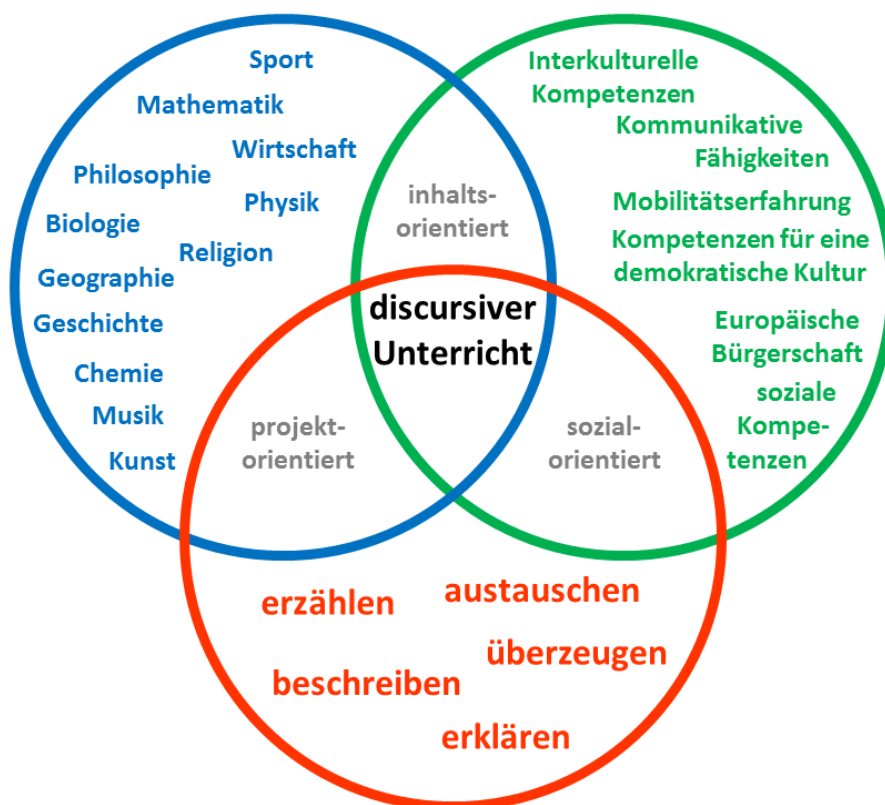 Sport
Mathematik
Wirtschaft
Philosophie
Physik
Biologie
Religion
Geographie
Geschichte
Chemie
Musik
Kunst
inhalts-
orientiert
Interkulturelle
Kompetenzen
Kommunikative
Fähigkeiten
Mobilitätserfahrung
Kompetenzen für eine
demokratische Kultur
Europäische
Bürgerschaft
soziale
Kompe-
tenzen
discursiver
Unterricht
projekt-
orientiert
sozial-
orientiert
erzählen
austauschen
überzeugen
beschreiben
erklären